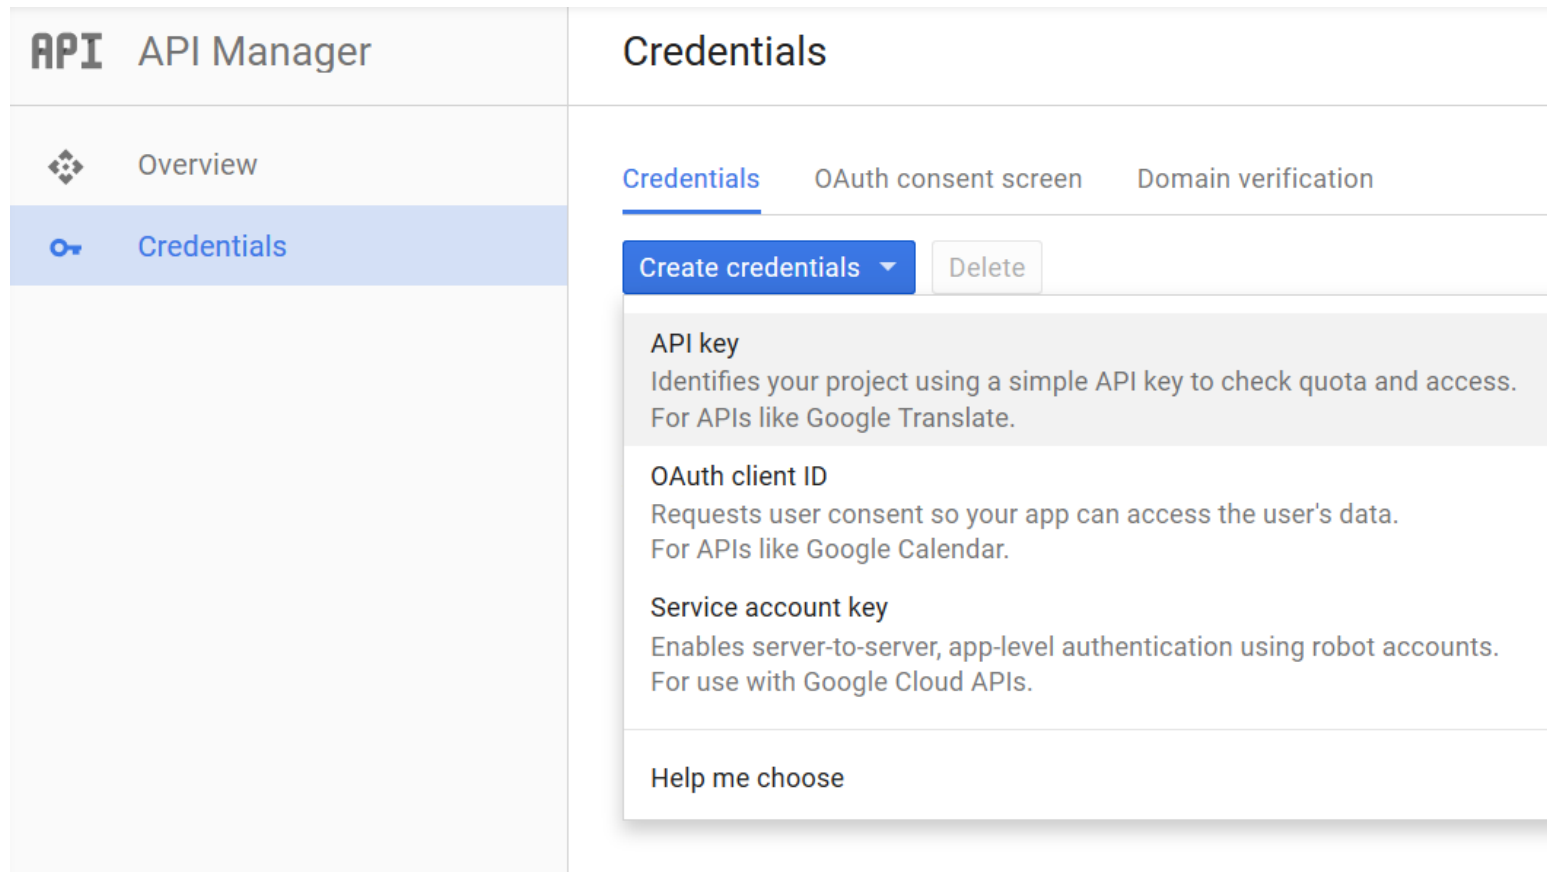 API API Manager
Credentials
Overview
Credentials
Credentials OAuth consent screen Domain verification
Create credentials Delete
API key
Identifies your project using a simple API key to check quota and access.
For APIs like Google Translate.
OAuth client ID
Requests user consent so your app can access the user's data.
For APIs like Google Calendar.
Service account key
Enables server-to-server, app-level authentication using robot accounts.
For use with Google Cloud APIs.
Help me choose